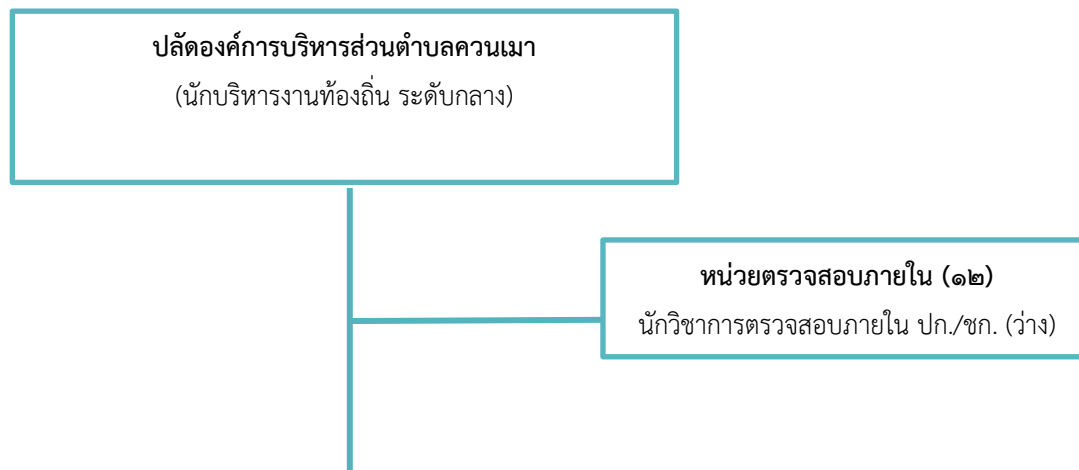 ปลัดองค์การบริหารส่วนตำบลควนเมา
(นักบริหารงานท้องถิ่น ระดับกลาง)
หน่วยตรวจสอบภายใน (๑๒)
นักวิชาการตรวจสอบภายใน ปก./ชก. (ว่าง)